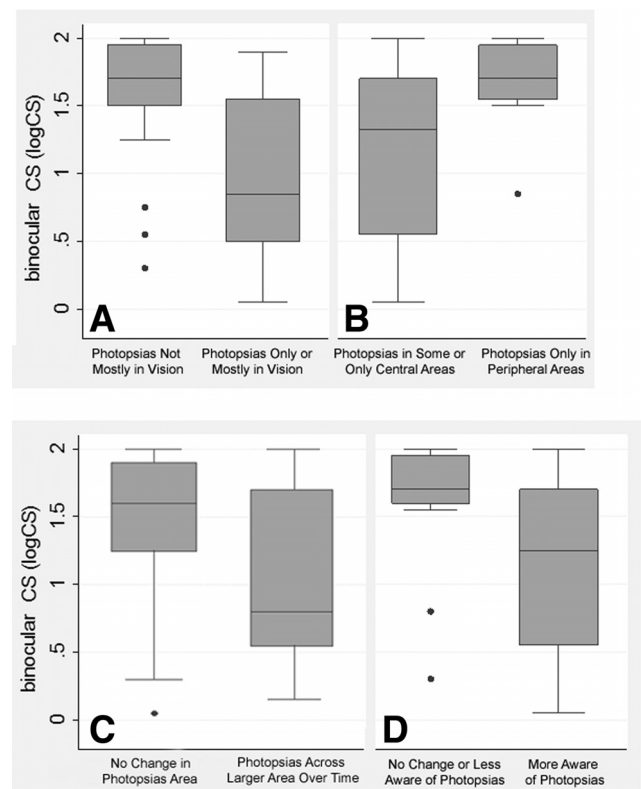 binocular CS (logCS)
2
1.5
1
.5
0
A
B
Photopsias Not
Mostly in Vision
Photopsias Only or
Mostly in Vision
Photopsias in Some or
Only Central Areas
Photopsias Only in
Peripheral Areas
binocular CS (logCS)
2
1.5
1
.5
0
C
D
No Change in
Photopsias Area
Photopsias Across
Larger Area Over Time
No Change or Less
Aware of Photopsias
More Aware
of Photopsias